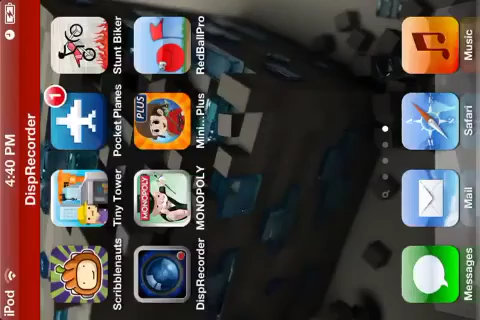 iPod 4:40 PM
DispRecorder
Scribblenauts Tiny Tower Pocket Planes Stunt Biker
1
DispRecorder MONOPOLY Mini...Plus RedBallPro
MONOPOLY
PLUS
Messages Mail Safari Music